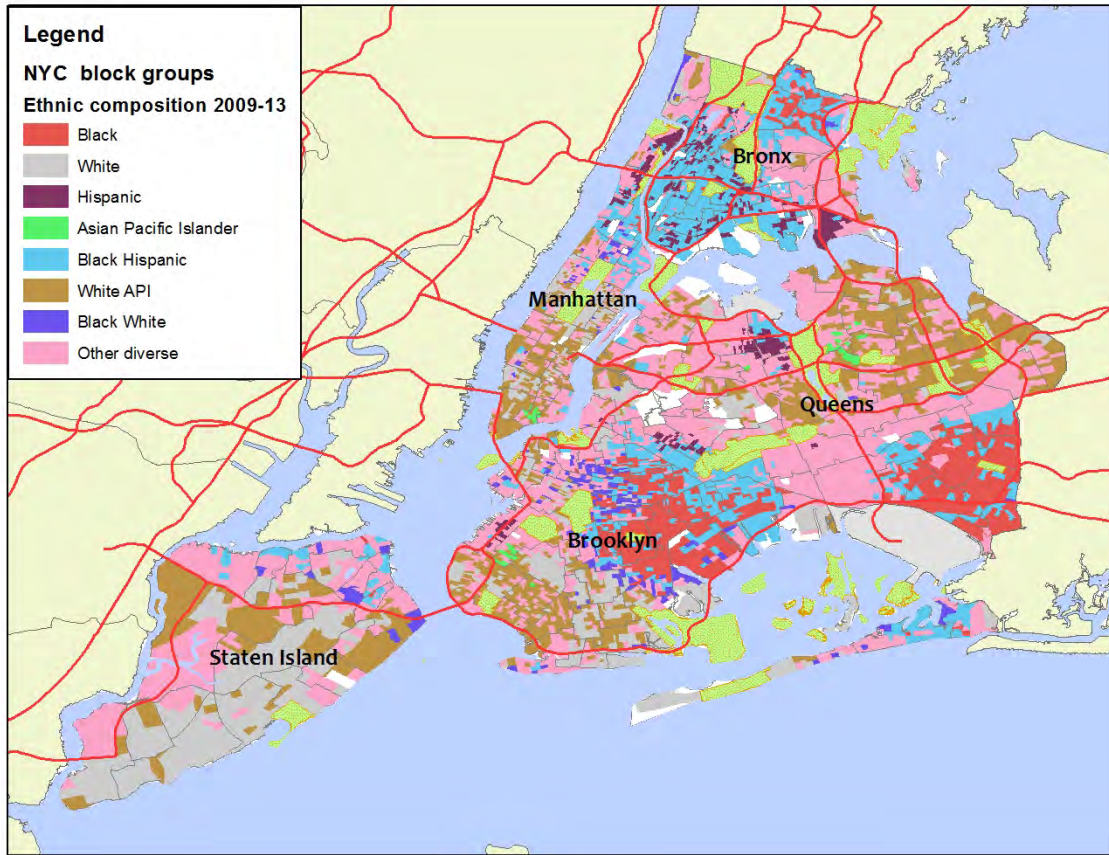 Legend
NYC block groups
Ethnic composition 2009-13
Black
White
Hispanic
Asian Pacific Islander
Black Hispanic
White API
Black White
Other diverse
Bronx
Manhattan
Queens
Brooklyn
Staten Island